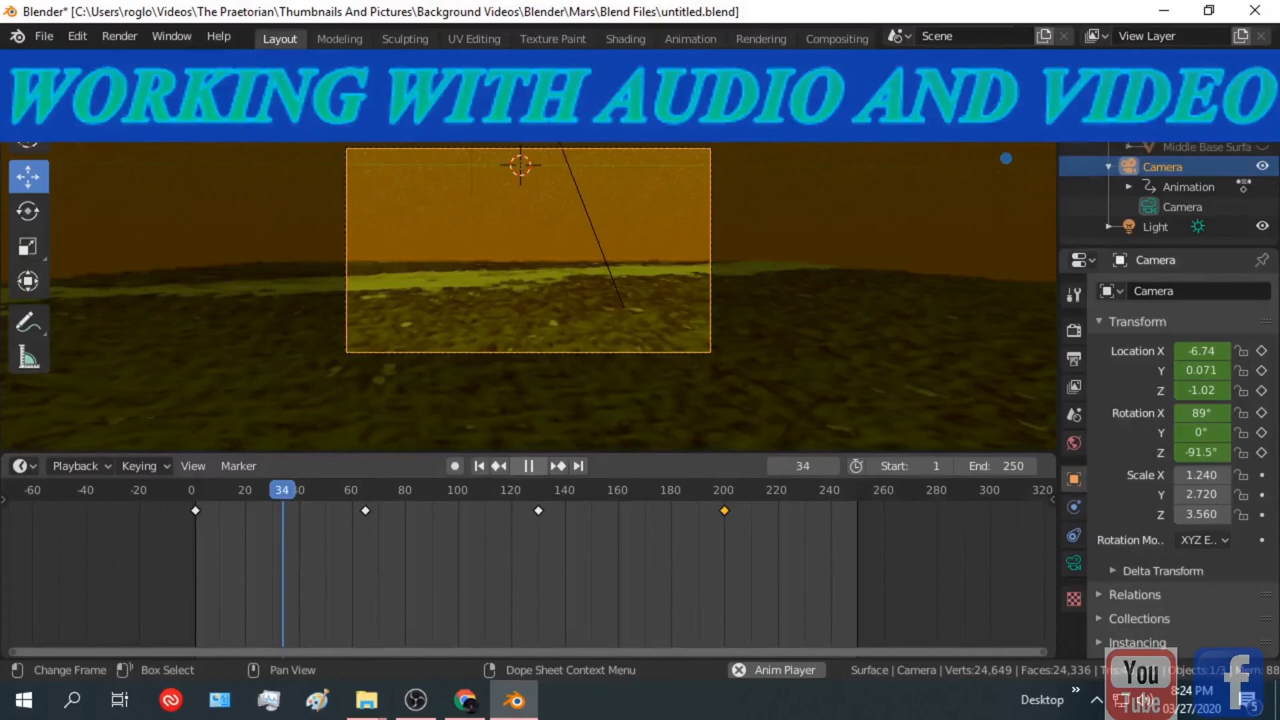 Blender* [C:\Users\roglo\Videos\The Praetorian\Thumbnails And Pictures\Background Videos\Blender\Mars\Blend Files\untitled.blend]
File Edit Render Window Help Layout Modeling Sculpting UV Editing Texture Paint Shading Animation Rendering Compositing Scene View Layer
WORKING WITH AUDIO AND VIDEO
Middle Base Surfa
Camera
Animation
Camera
Light
Camera
Camera
Transform
Location X -6.74
Y 0.071
Z -1.02
Rotation X 89°
Y 0°
Z -91.5°
Scale X 1.240
Y 2.720
Z 3.560
Rotation Mo.. XYZ E..
Delta Transform
Relations
Collections
Instancing
Playback Keying View Marker 34 Start: 1 End: 250
-60 -40 -20 0 20 34 60 80 100 120 140 160 180 200 220 240 260 280 300 320
Change Frame Box Select Pan View Dope Sheet Context Menu Anim Player Surface | Camera | Verts:24,649 | Faces:24,336
You
Tube
f
Desktop
8:24 PM
03/27/2020
5